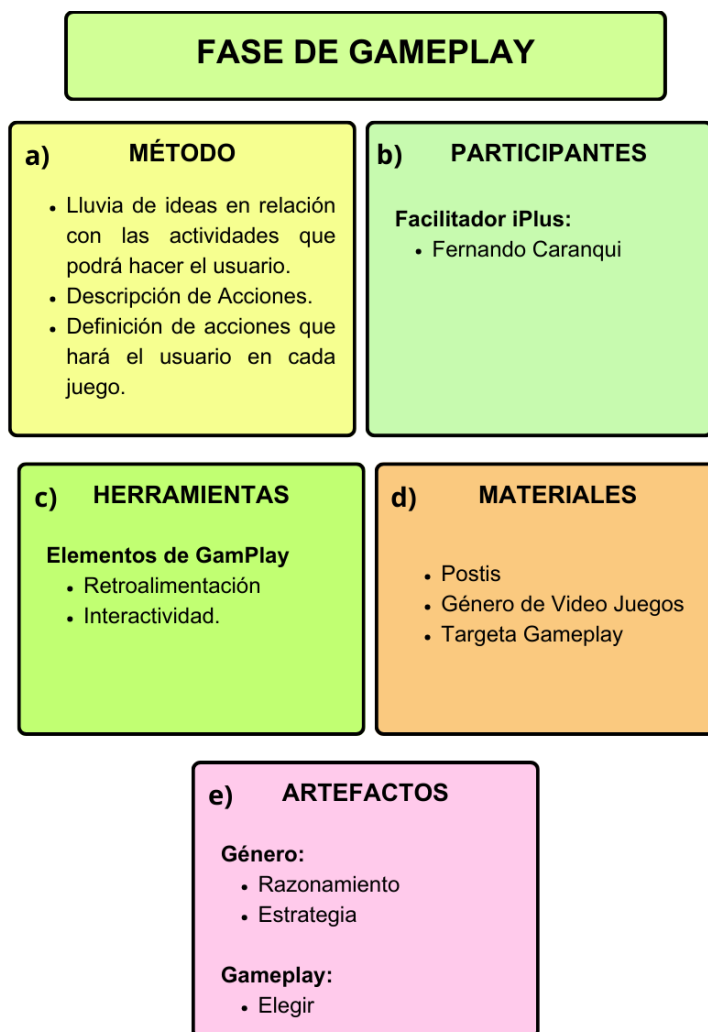 FASE DE GAMEPLAY
a) MÉTODO
• Lluvia de ideas en relación
con las actividades que
podrá hacer el usuario.
• Descripción de Acciones.
• Definición de acciones que
hará el usuario en cada
juego.
b) PARTICIPANTES
Facilitador iPlus:
• Fernando Caranqui
c) HERRAMIENTAS
Elementos de GamPlay
• Retroalimentación
• Interactividad.
d) MATERIALES
• Postis
• Género de Video Juegos
• Targeta Gameplay
e) ARTEFACTOS
Género:
• Razonamiento
• Estrategia
Gameplay:
• Elegir